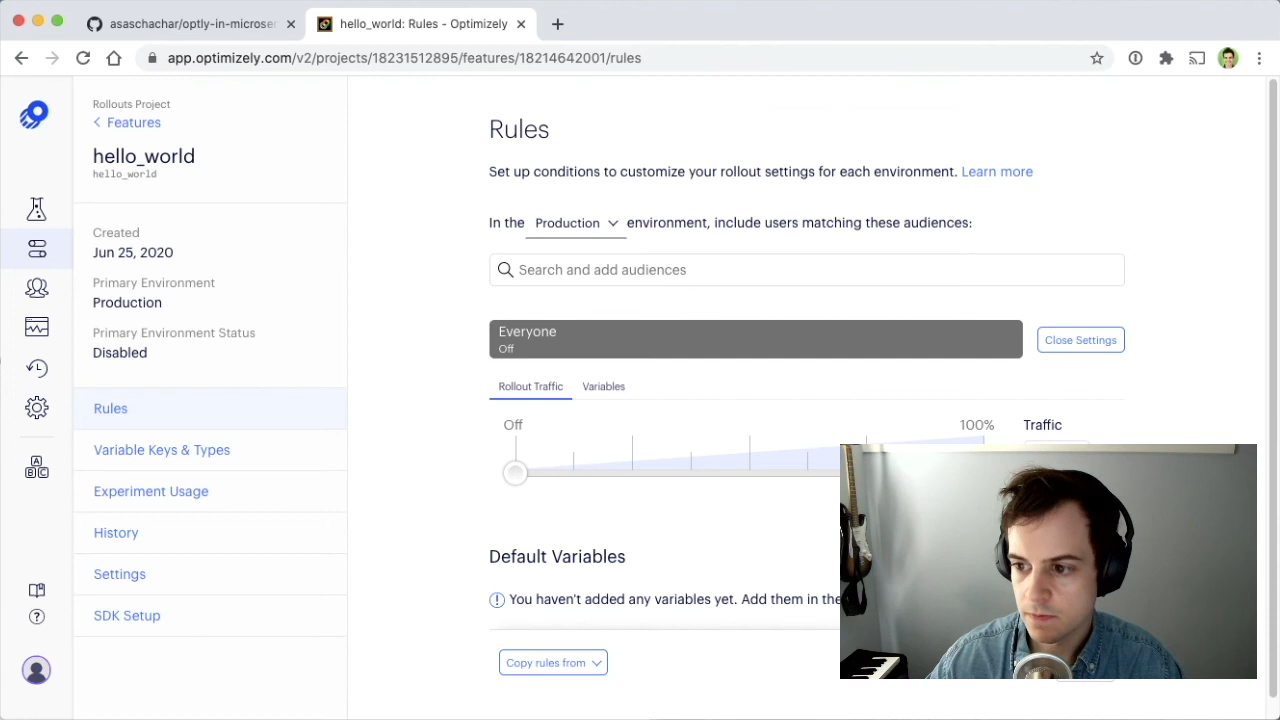 asaschachar/optly-in-microser
hello_world: Rules - Optimizely
app.optimizely.com/v2/projects/18231512895/features/18214642001/rules
Rollouts Project
Features
hello_world
hello_world
Created
Jun 25, 2020
Primary Environment
Production
Primary Environment Status
Disabled
Rules
Variable Keys & Types
Experiment Usage
History
Settings
SDK Setup
Rules
Set up conditions to customize your rollout settings for each environment. Learn more
In the Production environment, include users matching these audiences:
Search and add audiences
Everyone
Off
Close Settings
Rollout Traffic Variables
Off 100% Traffic
Default Variables
You haven't added any variables yet. Add them in the
Copy rules from
A
B C